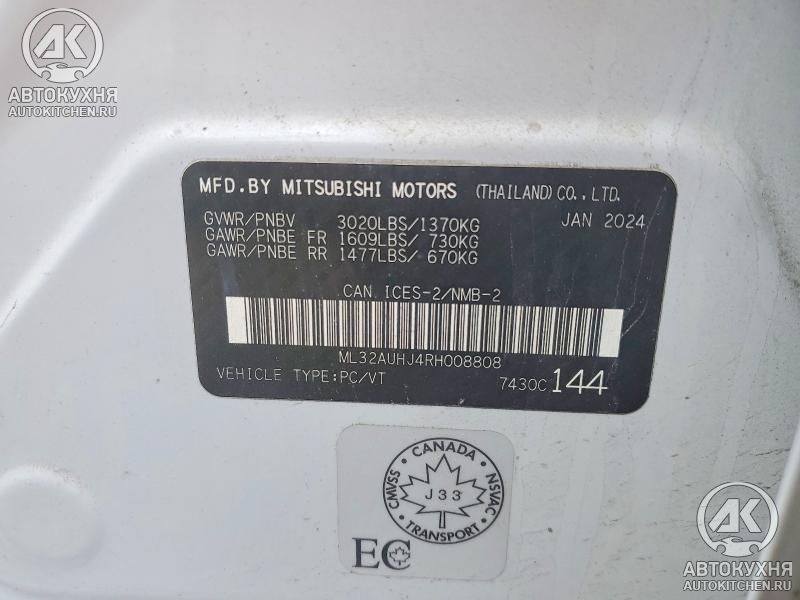 АК
АВТОКУХНЯ
AUTOKITCHEN.RU
MFD.BY MITSUBISHI MOTORS (THAILAND) CO., LTD.
GVWR/PNBV 3020LBS/1370KG JAN 2024
GAWR/PNBE FR 1609LBS/ 730KG
GAWR/PNBE RR 1477LBS/ 670KG
CAN ICES-2/NMB-2
ML32AUHJ4RH008808
VEHICLE TYPE:PC/VT 7430C 144
CANADA
CMVSS J33 NSVAC
TRANSPORT
EC
АК
АВТОКУХНЯ
AUTOKITCHEN.RU